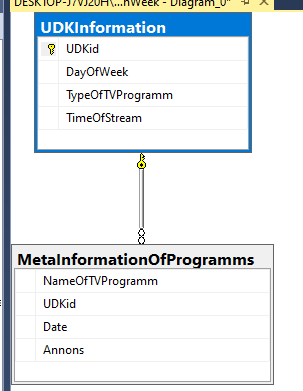 DESKTOP-J7VJ20H\...nWeek - Diagram_0*
UDKInformation
UDKid
DayOfWeek
TypeOfTVProgramm
TimeOfStream
MetaInformationOfProgramms
NameOfTVProgramm
UDKid
Date
Annons